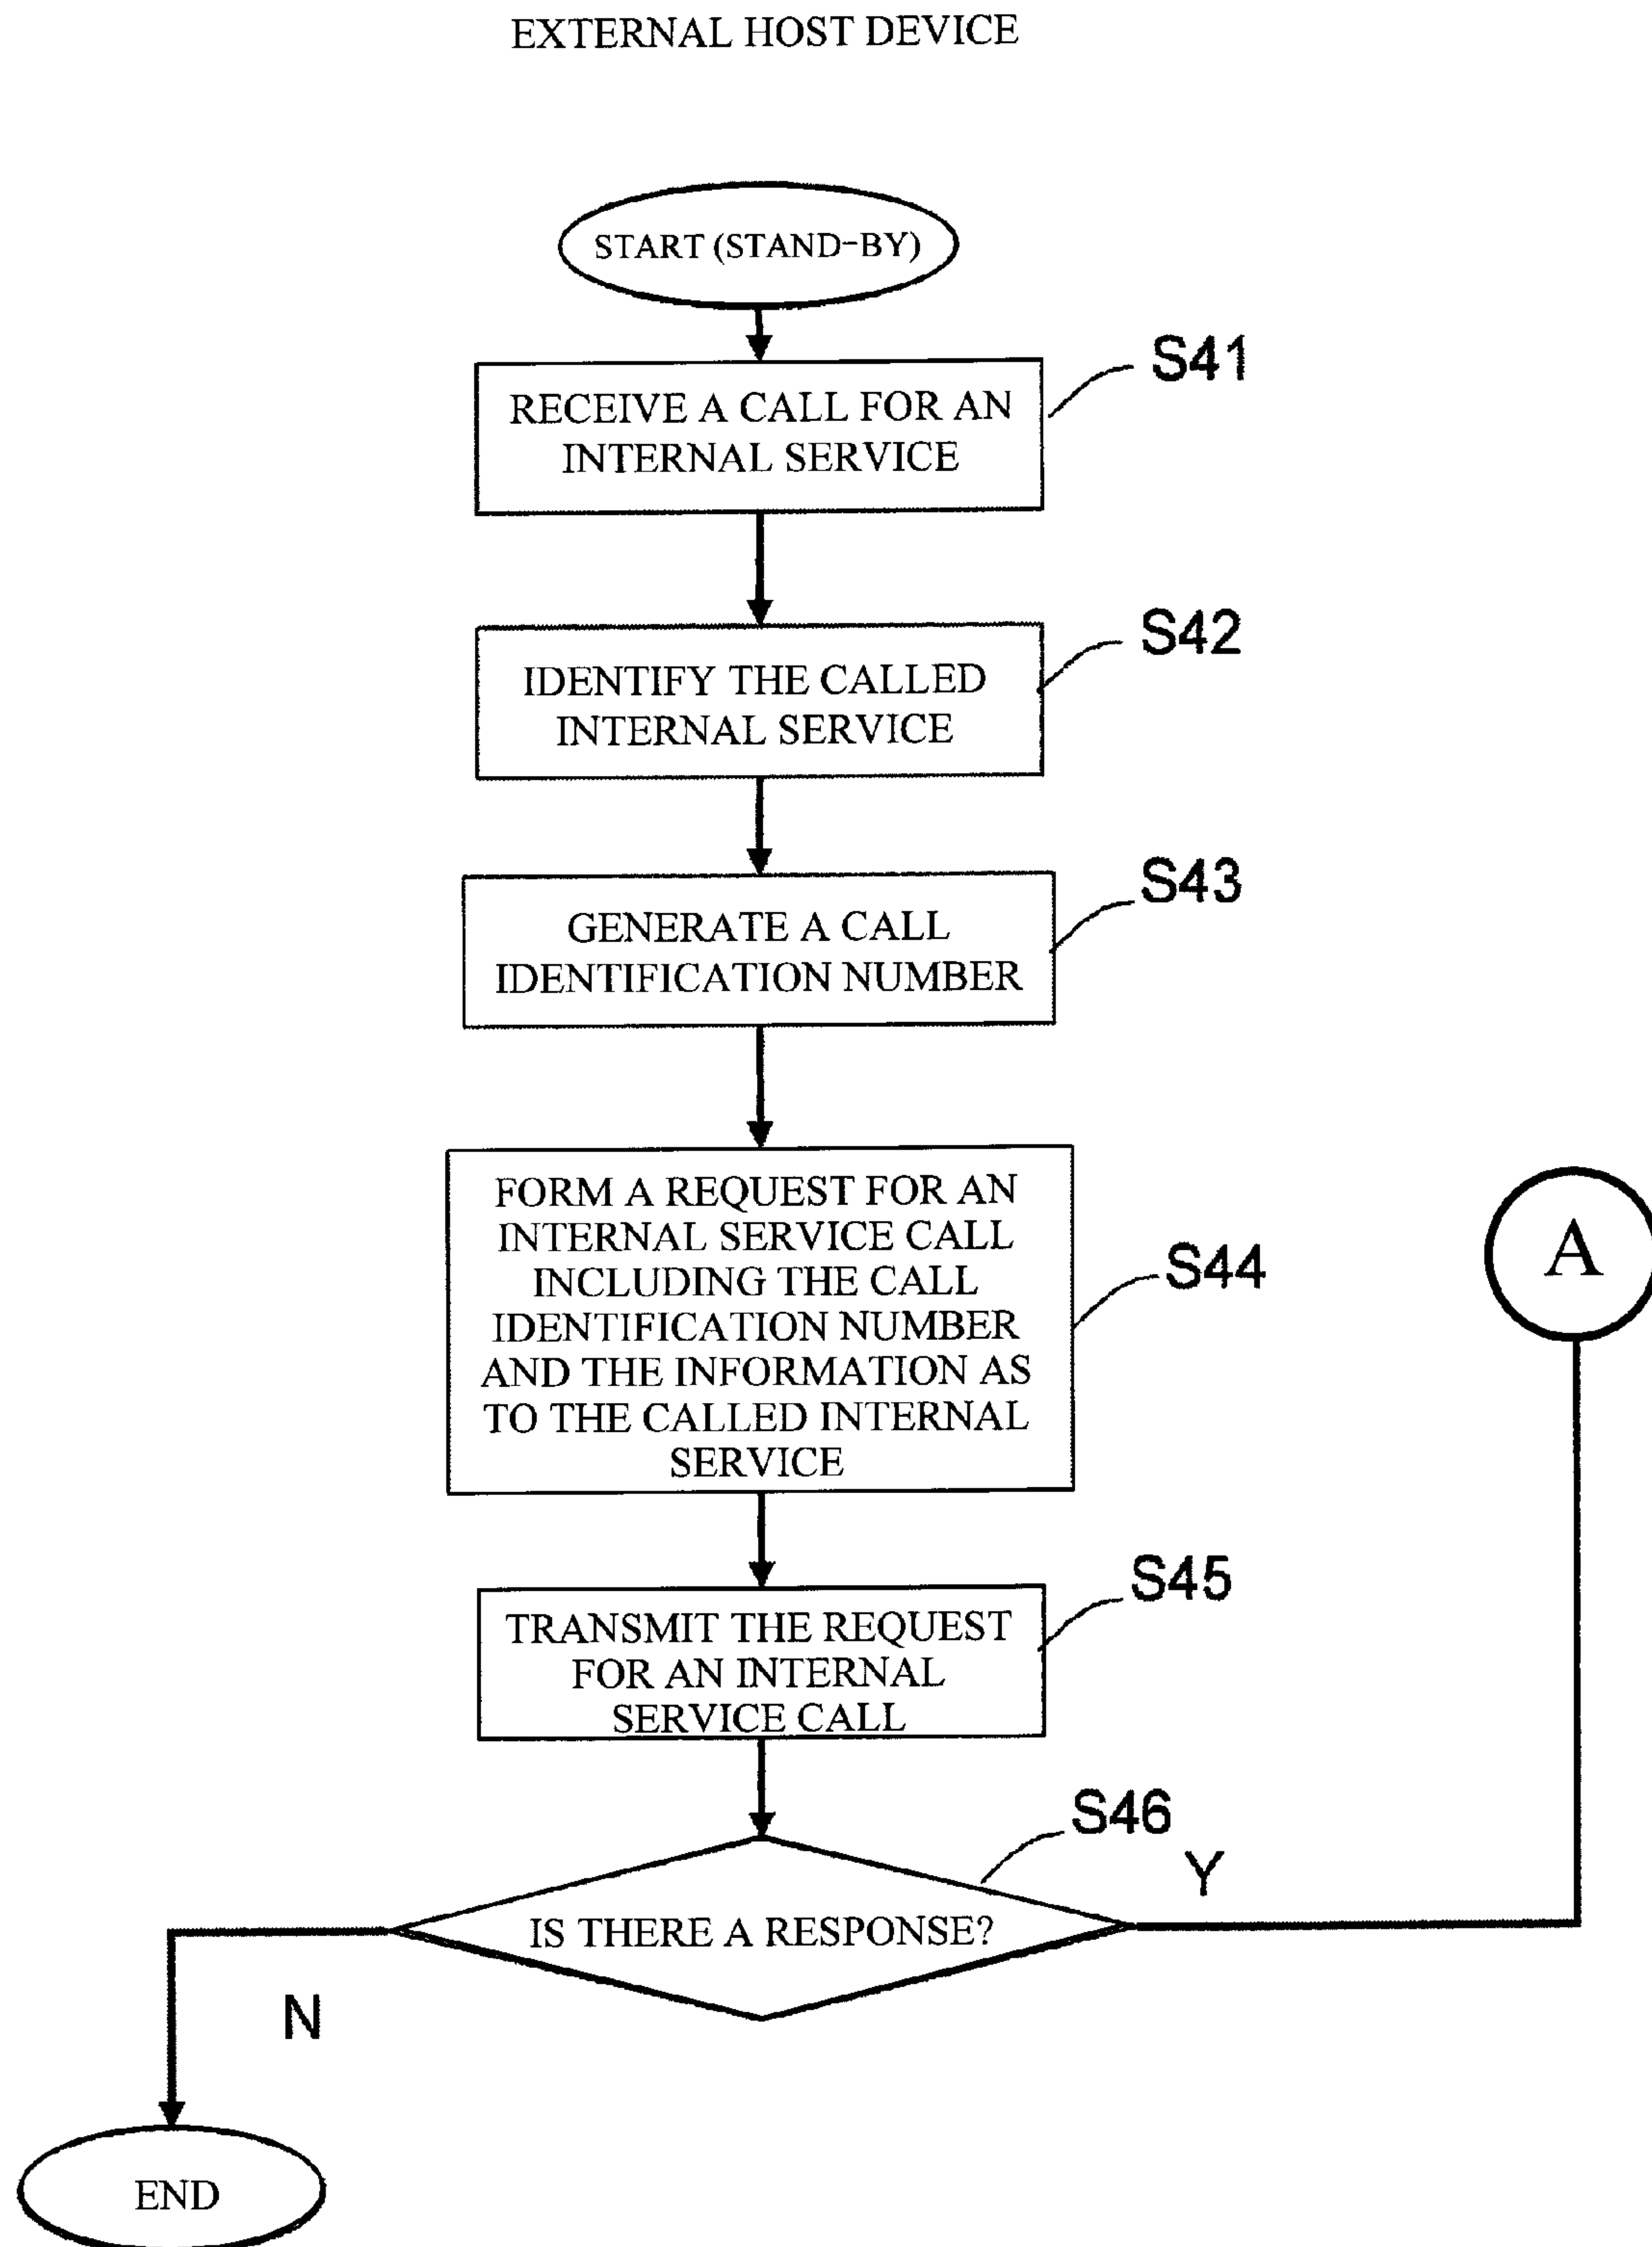 EXTERNAL HOST DEVICE
START (STAND-BY)
S41
RECEIVE A CALL FOR AN
INTERNAL SERVICE
S42
IDENTIFY THE CALLED
INTERNAL SERVICE
S43
GENERATE A CALL
IDENTIFICATION NUMBER
FORM A REQUEST FOR AN
INTERNAL SERVICE CALL
INCLUDING THE CALL
IDENTIFICATION NUMBER
AND THE INFORMATION AS
TO THE CALLED INTERNAL
SERVICE
S44
A
S45
TRANSMIT THE REQUEST
FOR AN INTERNAL
SERVICE CALL
S46
Y
IS THERE A RESPONSE?
N
END